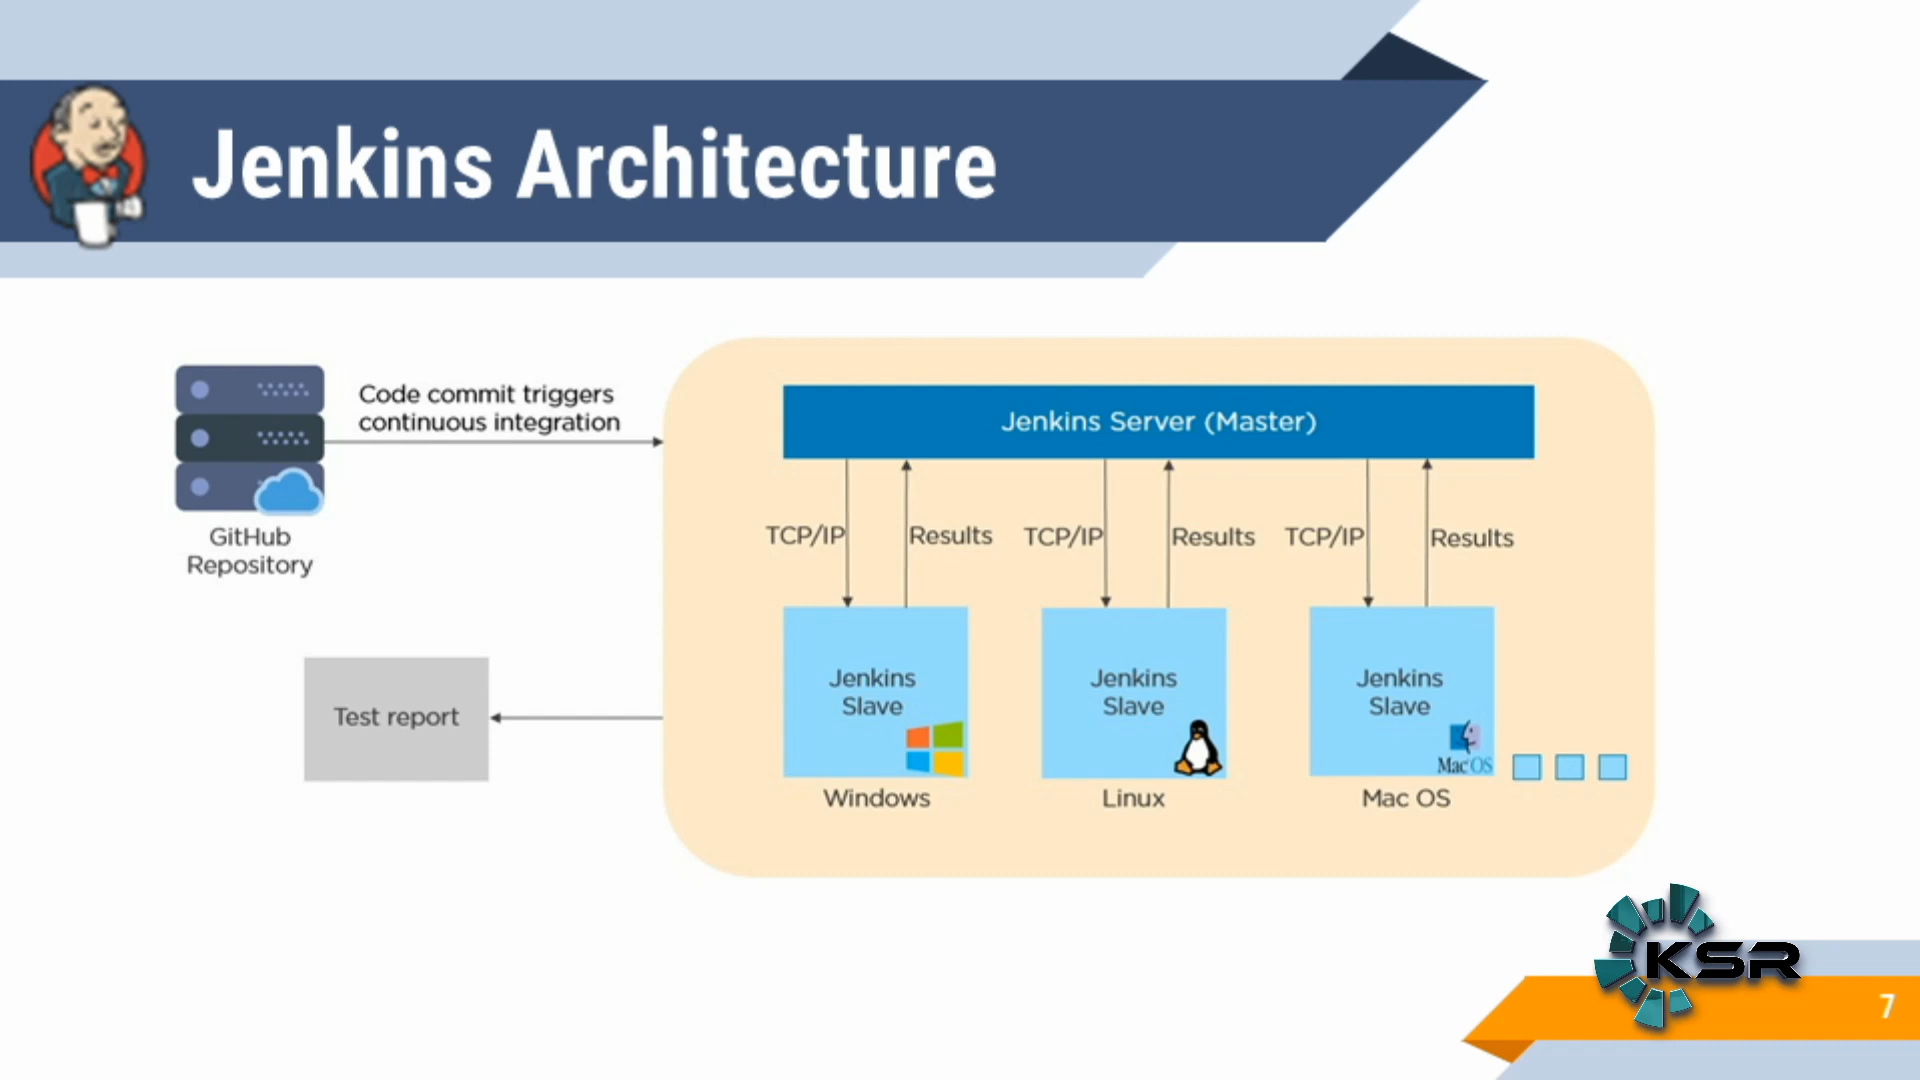 Jenkins Architecture
Code commit triggers
continuous integration
GitHub
Repository
Test report
Jenkins Server (Master)
TCP/IP
Results
TCP/IP
Results
TCP/IP
Results
Jenkins
Slave
Windows
Jenkins
Slave
Linux
Jenkins
Slave
Mac OS
Mac OS
KSR
7